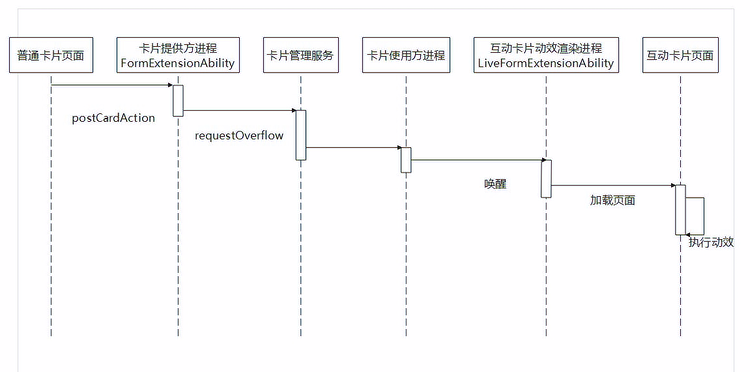 普通卡片页面
卡片提供方进程
FormExtensionAbility
卡片管理服务
卡片使用方进程
互动卡片动效渲染进程
LiveFormExtensionAbility
互动卡片页面
postCardAction
requestOverflow
唤醒
加载页面
执行动效